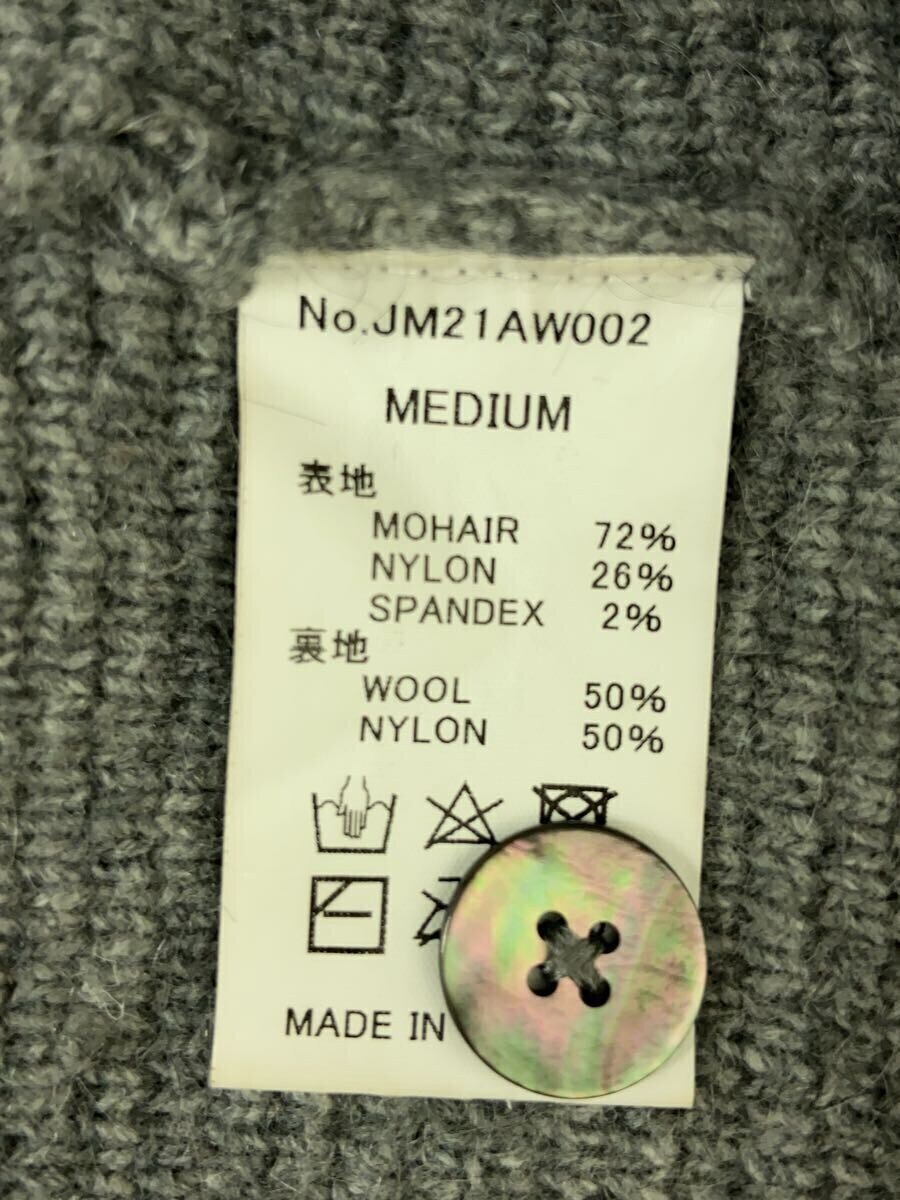 No.JM21AW002
MEDIUM
表地
MOHAIR 72%
NYLON 26%
SPANDEX 2%
裏地
WOOL 50%
NYLON 50%
MADE IN